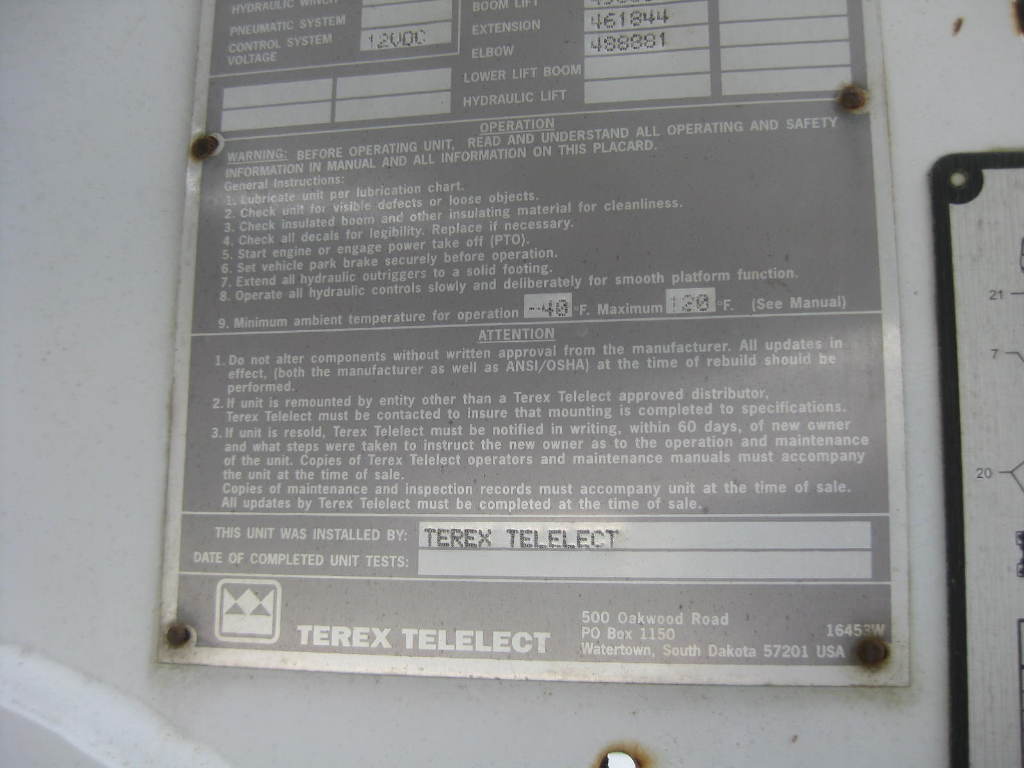 HYDRAULIC WINCH
PNEUMATIC SYSTEM
CONTROL SYSTEM 12VDC
VOLTAGE
BOOM LIFT
EXTENSION 461844
ELBOW 488881
LOWER LIFT BOOM
HYDRAULIC LIFT
OPERATION
WARNING: BEFORE OPERATING UNIT, READ AND UNDERSTAND ALL OPERATING AND SAFETY
INFORMATION IN MANUAL AND ALL INFORMATION ON THIS PLACARD.
General Instructions:
1. Lubricate unit per lubrication chart.
2. Check unit for visible defects or loose objects.
3. Check insulated boom and other insulating material for cleanliness.
4. Check all decals for legibility. Replace if necessary.
5. Start engine or engage power take off (PTO).
6. Set vehicle park brake securely before operation.
7. Extend all hydraulic outriggers to a solid footing.
8. Operate all hydraulic controls slowly and deliberately for smooth platform function.
9. Minimum ambient temperature for operation -40 °F. Maximum 120 °F. (See Manual)
ATTENTION
1. Do not alter components without written approval from the manufacturer. All updates in
effect, (both the manufacturer as well as ANSI/OSHA) at the time of rebuild should be
performed.
2. If unit is remounted by entity other than a Terex Telelect approved distributor,
Terex Telelect must be contacted to insure that mounting is completed to specifications.
3. If unit is resold, Terex Telelect must be notified in writing, within 60 days, of new owner
and what steps were taken to instruct the new owner as to the operation and maintenance
of the unit. Copies of Terex Telelect operators and maintenance manuals must accompany
the unit at the time of sale.
Copies of maintenance and inspection records must accompany unit at the time of sale.
All updates by Terex Telelect must be completed at the time of sale.
THIS UNIT WAS INSTALLED BY: TEREX TELELECT
DATE OF COMPLETED UNIT TESTS:
TEREX TELELECT
500 Oakwood Road
PO Box 1150
Watertown, South Dakota 57201 USA
21
7
20